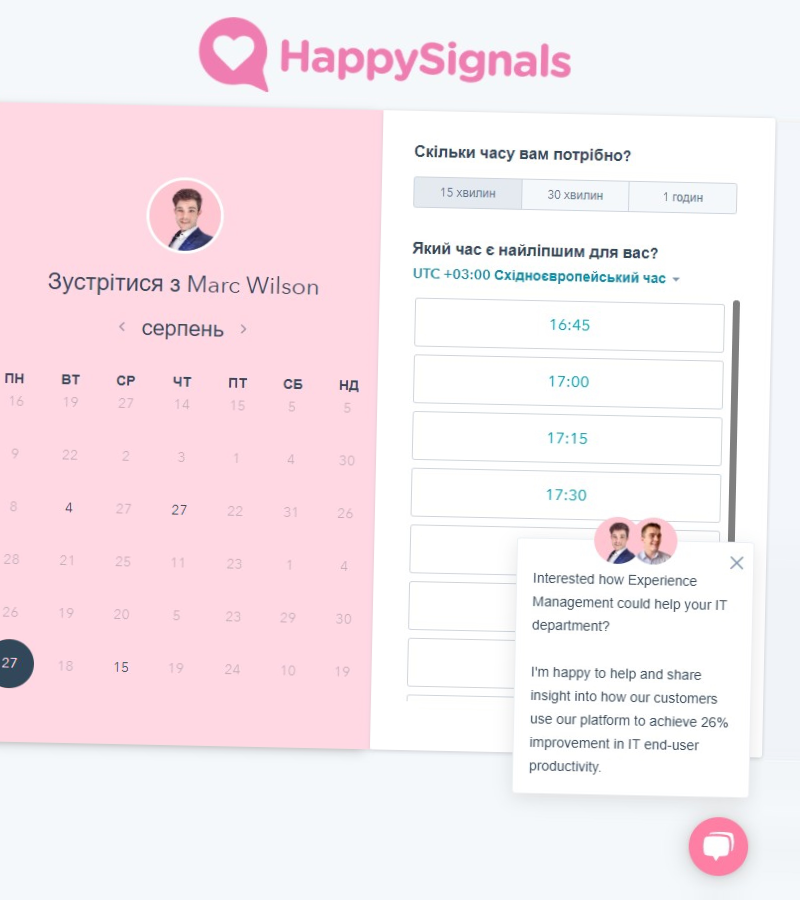 HappySignals
Зустрітися з Marc Wilson
серпень
ПН ВТ СР ЧТ ПТ СБ НД
16 19 27 14 15 5 5
9 22 2 3 1 4 30
8 4 27 27 22 31 26
28 21 25 11 23 1 4
26 19 20 5 23 29 30
27 18 15 19 24 10 19
Скільки часу вам потрібно?
15 хвилин 30 хвилин 1 годин
Який час є найліпшим для вас?
UTC +03:00 Східноєвропейський час
16:45
17:00
17:15
17:30
Interested how Experience
Management could help your IT
department?
I'm happy to help and share
insight into how our customers
use our platform to achieve 26%
improvement in IT end-user
productivity.